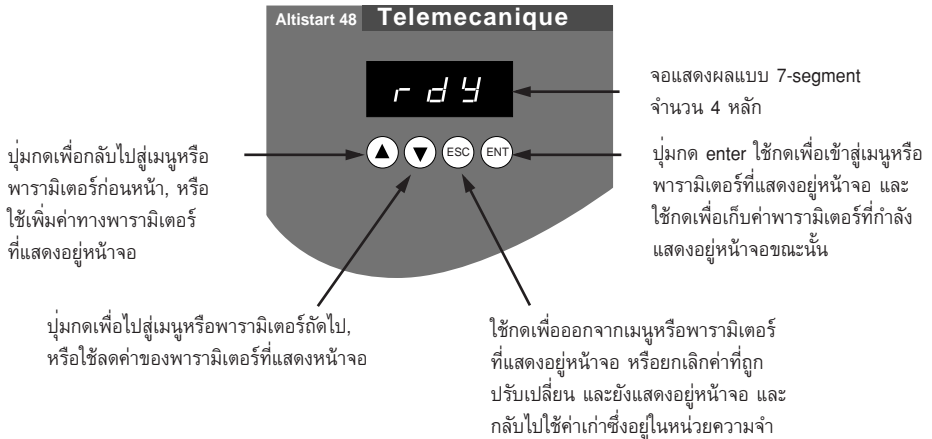 Altistart 48 Telemecanique
rdY
ESC ENT
จอแสดงผลแบบ 7-segment
จำนวน 4 หลัก
ปุ่มกดเพื่อกลับไปสู่เมนูหรือ
พารามิเตอร์ก่อนหน้า, หรือ
ใช้เพิ่มค่าทางพารามิเตอร์
ที่แสดงอยู่หน้าจอ
ปุ่มกด enter ใช้กดเพื่อเข้าสู่เมนูหรือ
พารามิเตอร์ที่แสดงอยู่หน้าจอ และ
ใช้กดเพื่อเก็บค่าพารามิเตอร์ที่กำลัง
แสดงอยู่หน้าจอขณะนั้น
ปุ่มกดเพื่อไปสู่เมนูหรือพารามิเตอร์ถัดไป,
หรือใช้ลดค่าของพารามิเตอร์ที่แสดงหน้าจอ
ใช้กดเพื่อออกจากเมนูหรือพารามิเตอร์
ที่แสดงอยู่หน้าจอ หรือยกเลิกค่าที่ถูก
ปรับเปลี่ยน และยังแสดงอยู่หน้าจอ และ
กลับไปใช้ค่าเก่าซึ่งอยู่ในหน่วยความจำ